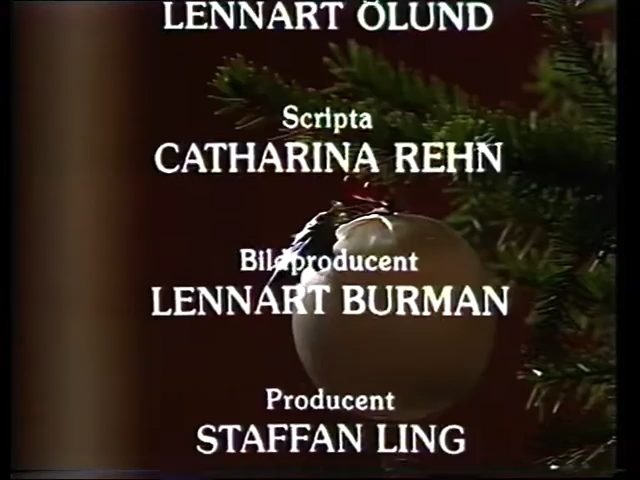 LENNART ÖLUND
Scripta
CATHARINA REHN
Bildproducent
LENNART BURMAN
Producent
STAFFAN LING